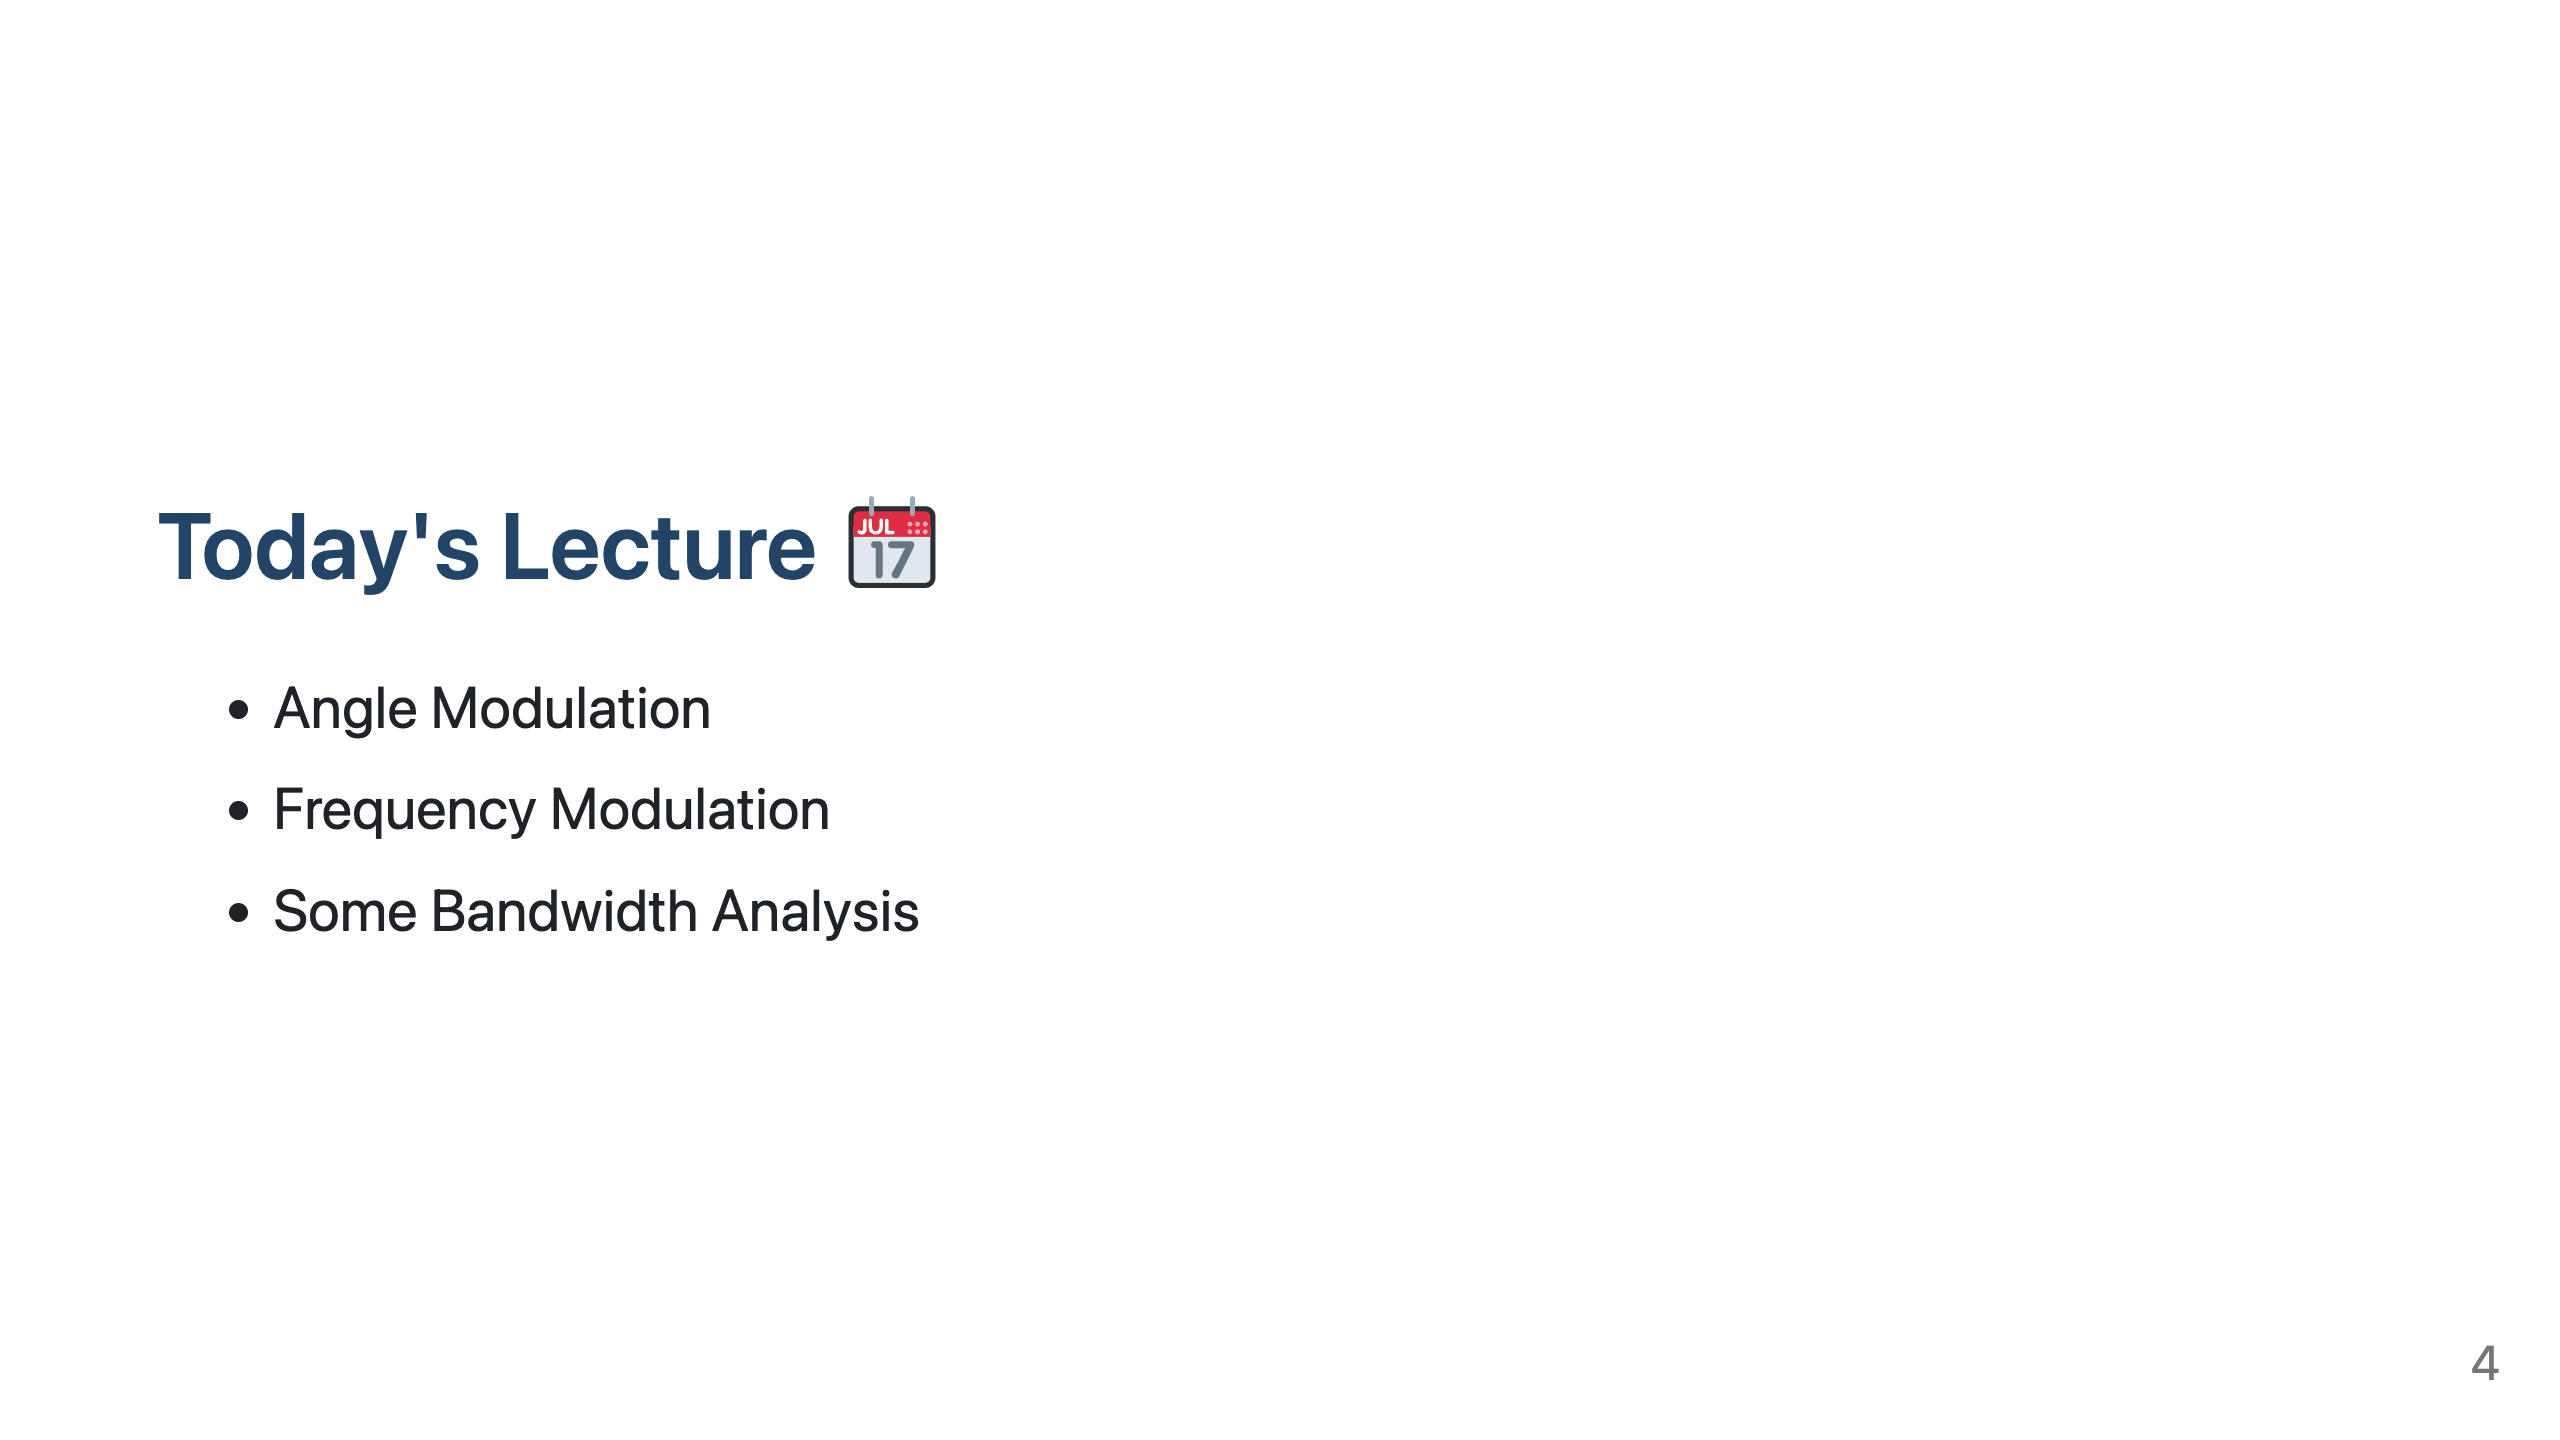 Today's Lecture 📅
JUL
17
• Angle Modulation
• Frequency Modulation
• Some Bandwidth Analysis
4